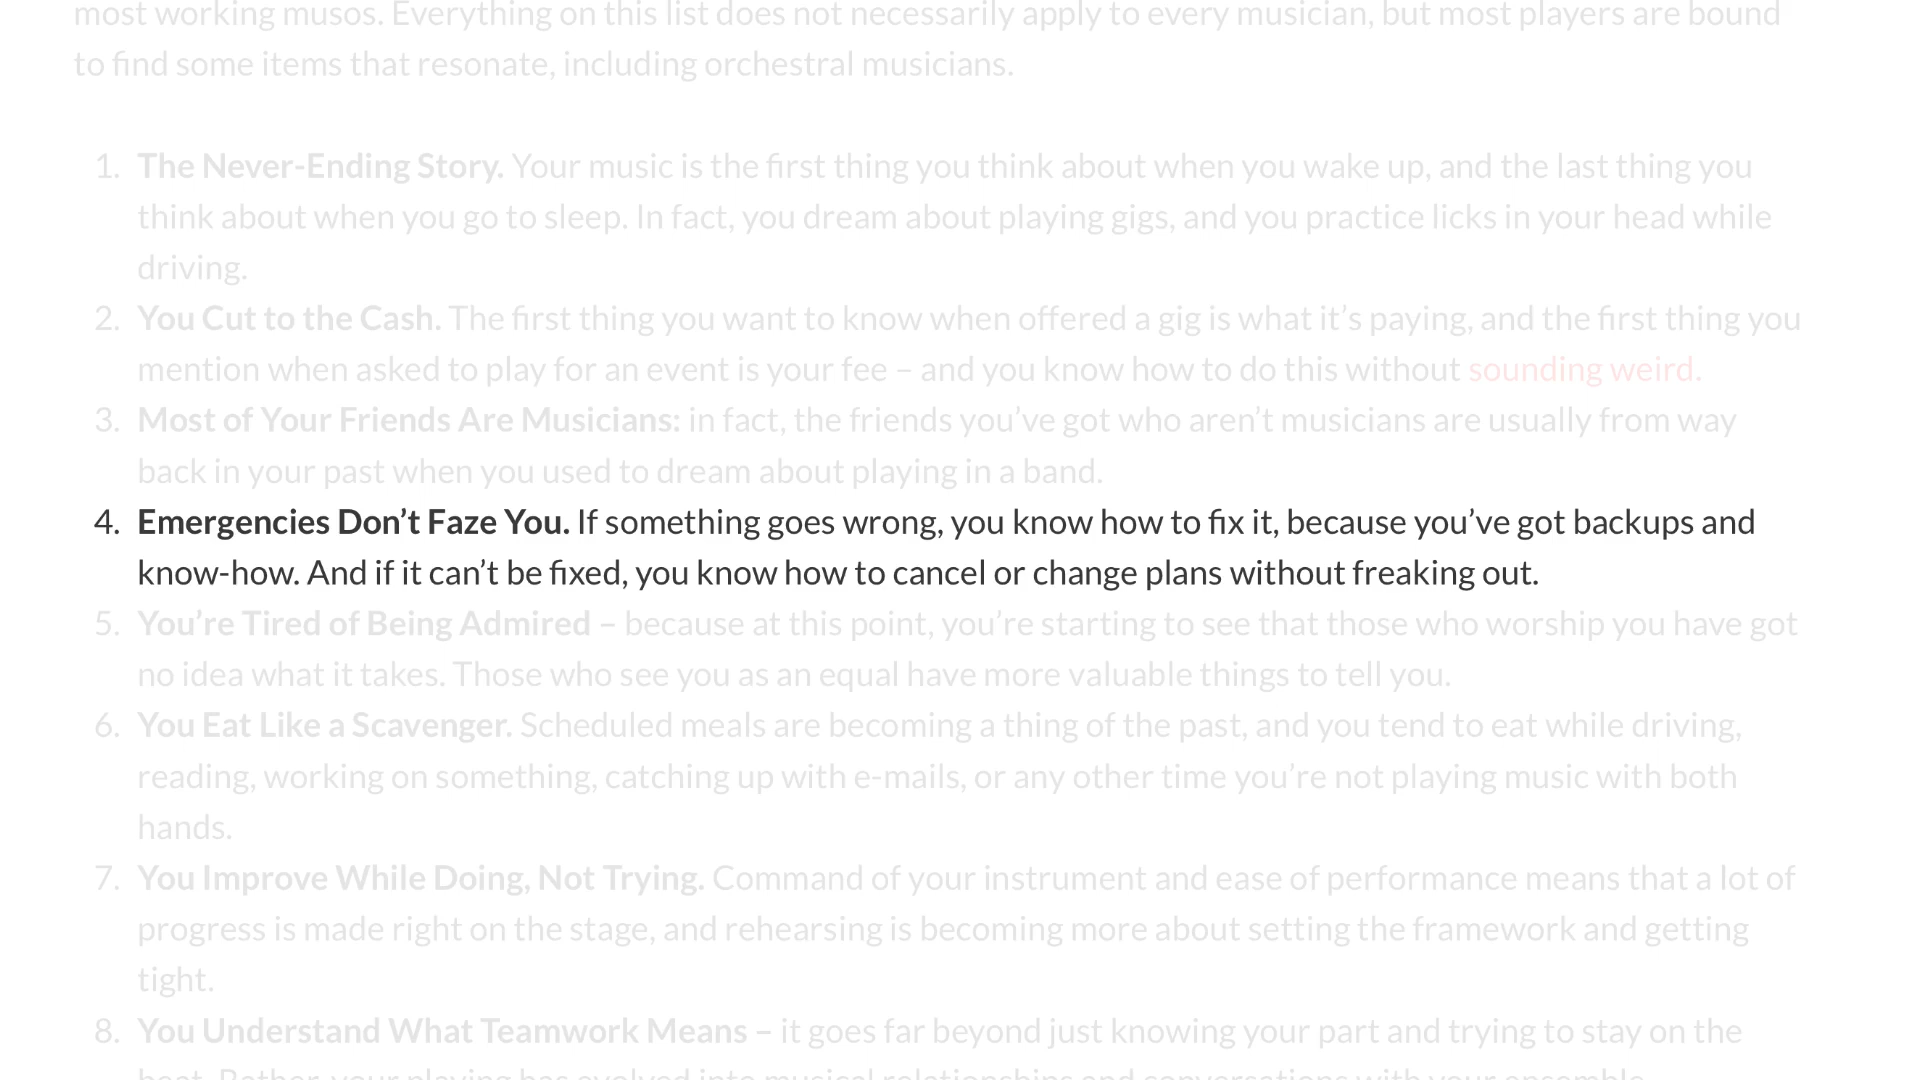 most working musos. Everything on this list does not necessarily apply to every musician, but most players are bound
to find some items that resonate, including orchestral musicians.
1. The Never-Ending Story. Your music is the first thing you think about when you wake up, and the last thing you
think about when you go to sleep. In fact, you dream about playing gigs, and you practice licks in your head while
driving.
2. You Cut to the Cash. The first thing you want to know when offered a gig is what it’s paying, and the first thing you
mention when asked to play for an event is your fee – and you know how to do this without sounding weird.
3. Most of Your Friends Are Musicians: in fact, the friends you’ve got who aren’t musicians are usually from way
back in your past when you used to dream about playing in a band.
4. Emergencies Don’t Faze You. If something goes wrong, you know how to fix it, because you’ve got backups and
know-how. And if it can’t be fixed, you know how to cancel or change plans without freaking out.
5. You’re Tired of Being Admired – because at this point, you’re starting to see that those who worship you have got
no idea what it takes. Those who see you as an equal have more valuable things to tell you.
6. You Eat Like a Scavenger. Scheduled meals are becoming a thing of the past, and you tend to eat while driving,
reading, working on something, catching up with e-mails, or any other time you’re not playing music with both
hands.
7. You Improve While Doing, Not Trying. Command of your instrument and ease of performance means that a lot of
progress is made right on the stage, and rehearsing is becoming more about setting the framework and getting
tight.
8. You Understand What Teamwork Means – it goes far beyond just knowing your part and trying to stay on the
beat. Rather, your playing has evolved into musical relationships and conversations with your ensemble.